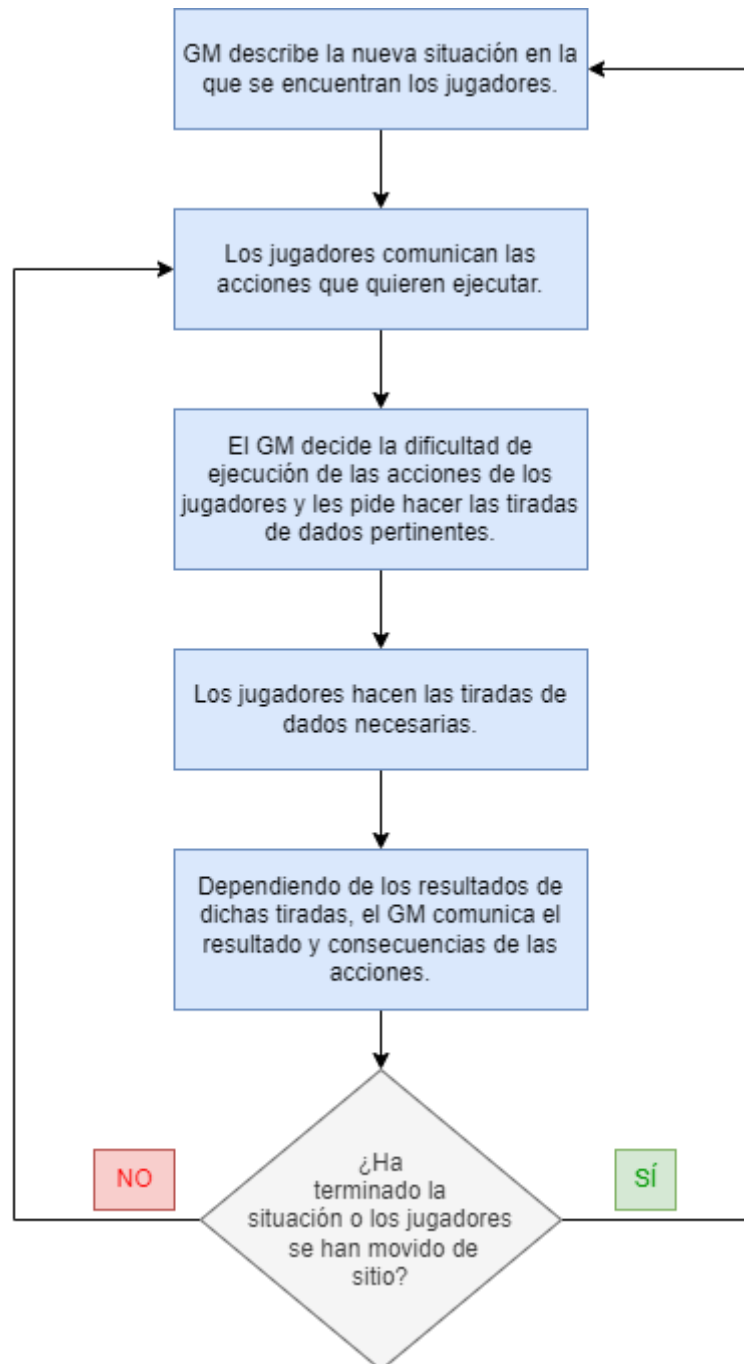 GM describe la nueva situación en la
que se encuentran los jugadores.
Los jugadores comunican las
acciones que quieren ejecutar.
El GM decide la dificultad de
ejecución de las acciones de los
jugadores y les pide hacer las tiradas
de dados pertinentes.
Los jugadores hacen las tiradas de
dados necesarias.
Dependiendo de los resultados de
dichas tiradas, el GM comunica el
resultado y consecuencias de las
acciones.
NO
¿Ha
terminado la
situación o los jugadores
se han movido de
sitio?
SÍ